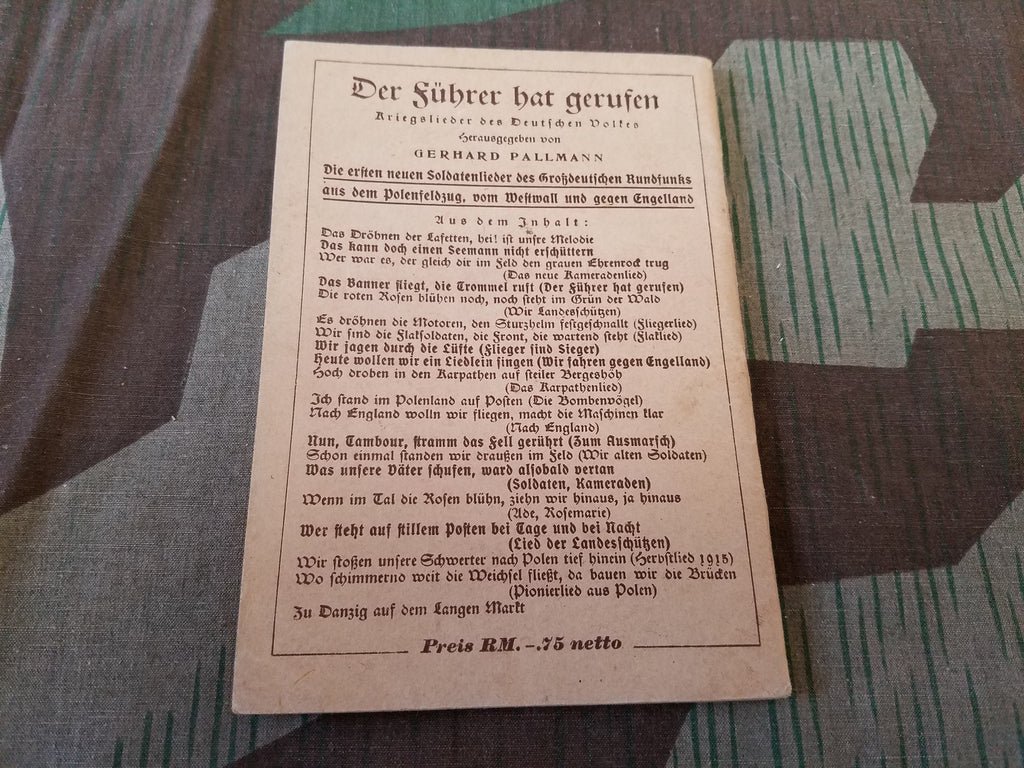 Der Führer hat gerufen
Kriegslieder des Deutschen Volkes
Herausgegeben von
GERHARD PALLMANN
Die ersten neuen Soldatenlieder des Großdeutschen Rundfunks
aus dem Polenfeldzug, vom Westwall und gegen Engelland
Aus dem Inhalt:
Das Dröhnen der Lafetten, hei! ist unsre Melodie
Das kann doch einen Seemann nicht erschüttern
Wer war es, der gleich dir im Feld den grauen Ehrenrock trug
(Das neue Kameradenlied)
Das Banner fliegt, die Trommel ruft (Der Führer hat gerufen)
Die roten Rosen blühen noch, noch steht im Grün der Wald
(Wir Landesschützen)
Es dröhnen die Motoren, den Sturzhelm festgeschnallt (Fliegerlied)
Wir sind die Flaksoldaten, die Front, die wartend steht (Flaklied)
Wir jagen durch die Lüfte (Flieger sind Sieger)
Heute wollen wir ein Liedlein singen (Wir fahren gegen Engelland)
Hoch droben in den Karpathen auf steiler Bergeshöh
(Das Karpathenlied)
Ich stand im Polenland auf Posten (Die Bombenvögel)
Nach England wolln wir fliegen, macht die Maschinen klar
(Nach England)
Nun, Tambour, stramm das Fell gerührt (Zum Ausmarsch)
Schon einmal standen wir draußen im Feld (Wir alten Soldaten)
Was unsere Väter schufen, ward alsobald vertan
(Soldaten, Kameraden)
Wenn im Tal die Rosen blühn, ziehn wir hinaus, ja hinaus
(Ade, Rosemarie)
Wer steht auf stillem Posten bei Tage und bei Nacht
(Lied der Landesschützen)
Wir stoßen unsere Schwerter nach Polen tief hinein (Herbstlied 1915)
Wo schimmernd weit die Weichsel fließt, da bauen wir die Brücken
(Pionierlied aus Polen)
Zu Danzig auf dem Langen Markt
Preis RM. -.75 netto